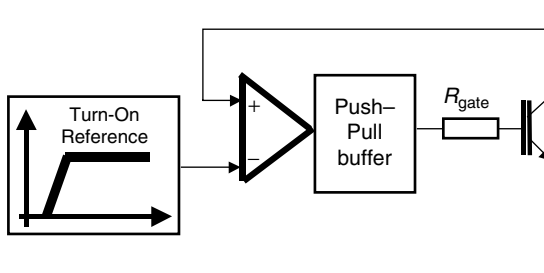 Turn-On
Reference
+
−
Push–
Pull
buffer
Rgate